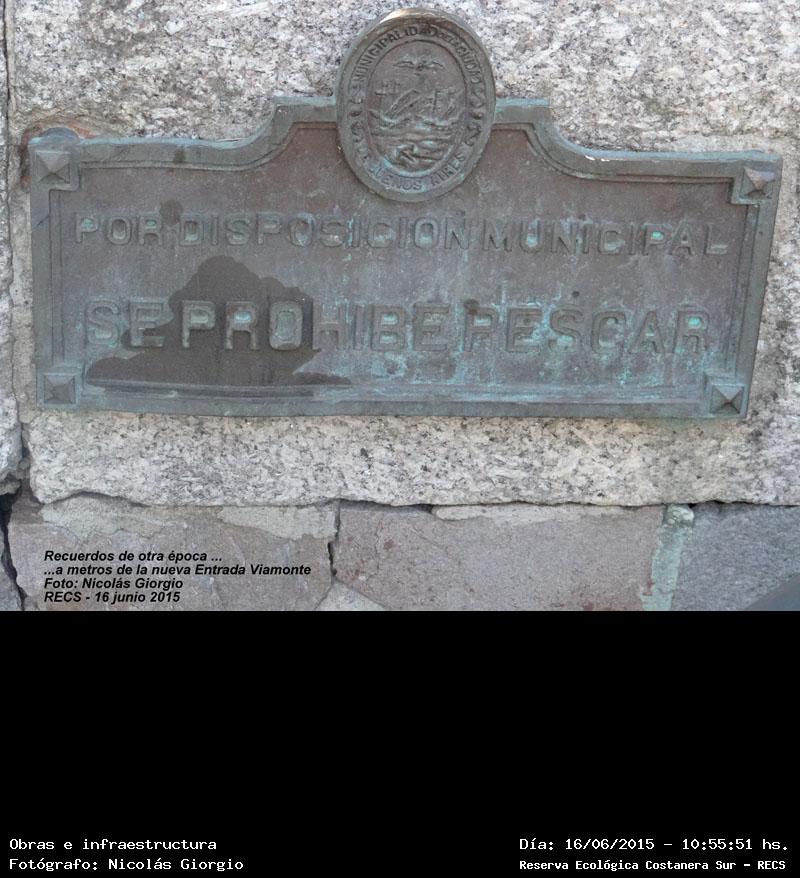 MUNICIPALIDAD DE LA CIUDAD
DE BUENOS AIRES
POR DISPOSICION MUNICIPAL
SE PROHIBE PESCAR
Recuerdos de otra época ...
...a metros de la nueva Entrada Viamonte
Foto: Nicolás Giorgio
RECS - 16 junio 2015
Obras e infraestructura
Día: 16/06/2015 - 10:55:51 hs.
Fotógrafo: Nicolás Giorgio
Reserva Ecológica Costanera Sur - RECS